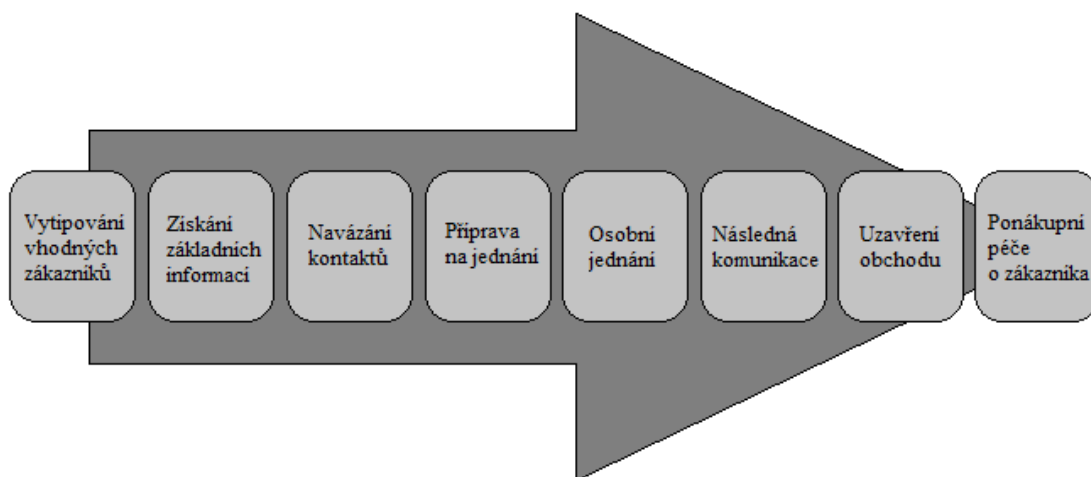 Vytipování
vhodných
zákazníků
Získání
základních
informací
Navázání
kontaktů
Příprava
na jednání
Osobní
jednání
Následná
komunikace
Uzavření
obchodu
Ponákupní
péče
o zákazníka